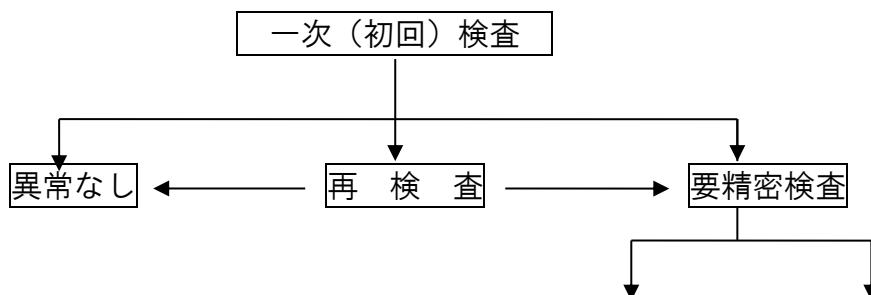 一次（初回）検査
異常なし
再　検　査
要精密検査